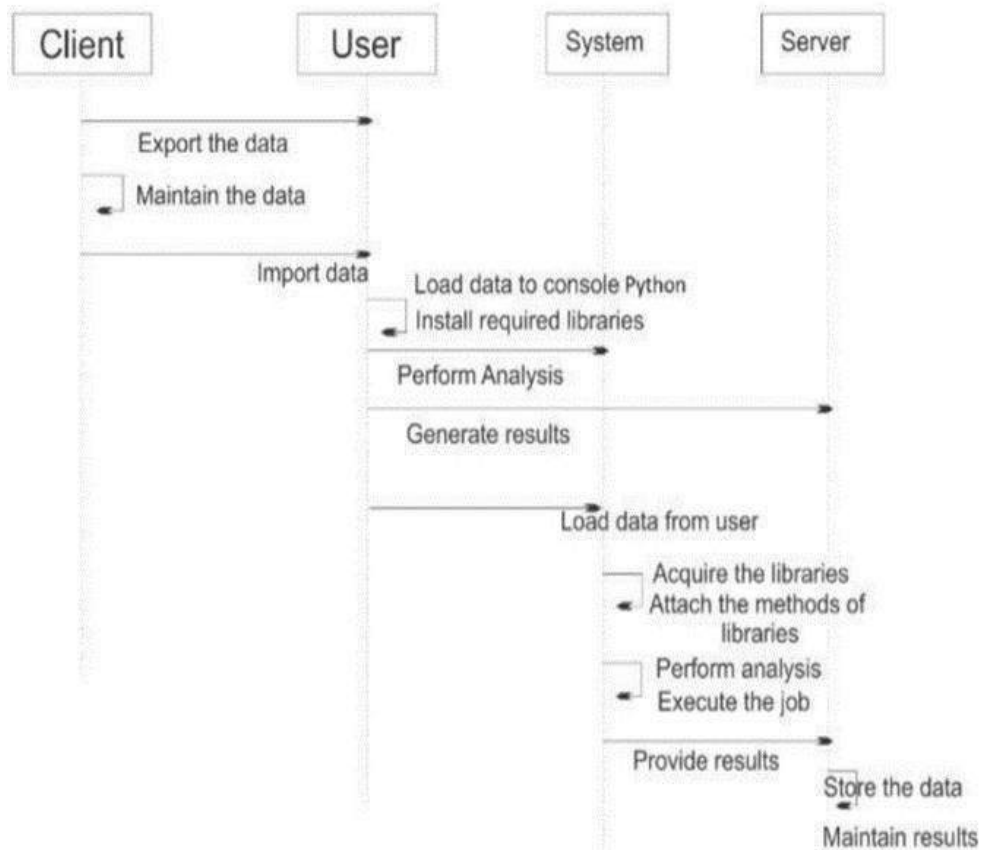 Client
User
System
Server
Export the data
Maintain the data
Import data
Load data to console Python
Install required libraries
Perform Analysis
Generate results
Load data from user
Acquire the libraries
Attach the methods of
libraries
Perform analysis
Execute the job
Provide results
Store the data
Maintain results